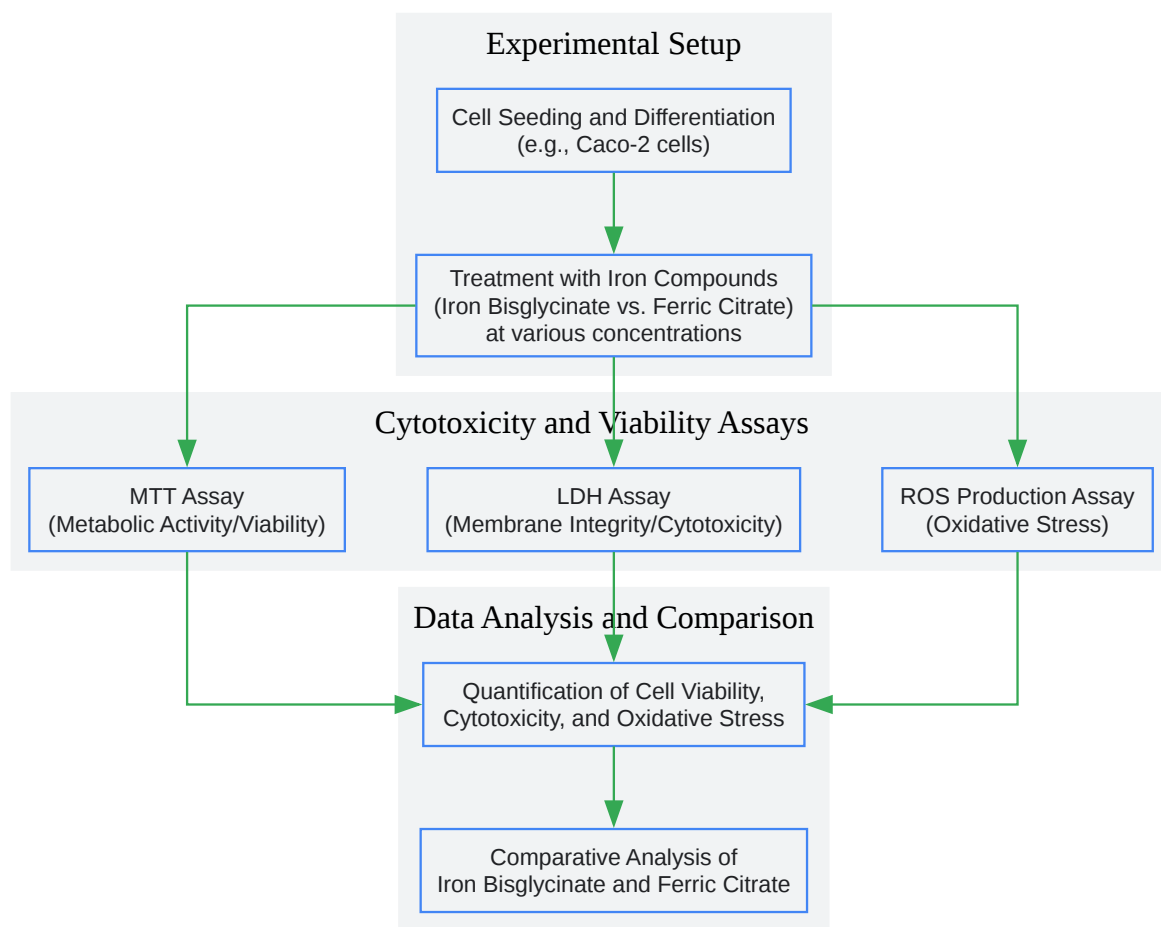 Experimental Setup
Cell Seeding and Differentiation
(e.g., Caco-2 cells)
Treatment with Iron Compounds
(Iron Bisglycinate vs. Ferric Citrate)
at various concentrations
Cytotoxicity and Viability Assays
MTT Assay
(Metabolic Activity/Viability)
LDH Assay
(Membrane Integrity/Cytotoxicity)
ROS Production Assay
(Oxidative Stress)
Data Analysis and Comparison
Quantification of Cell Viability,
Cytotoxicity, and Oxidative Stress
Comparative Analysis of
Iron Bisglycinate and Ferric Citrate